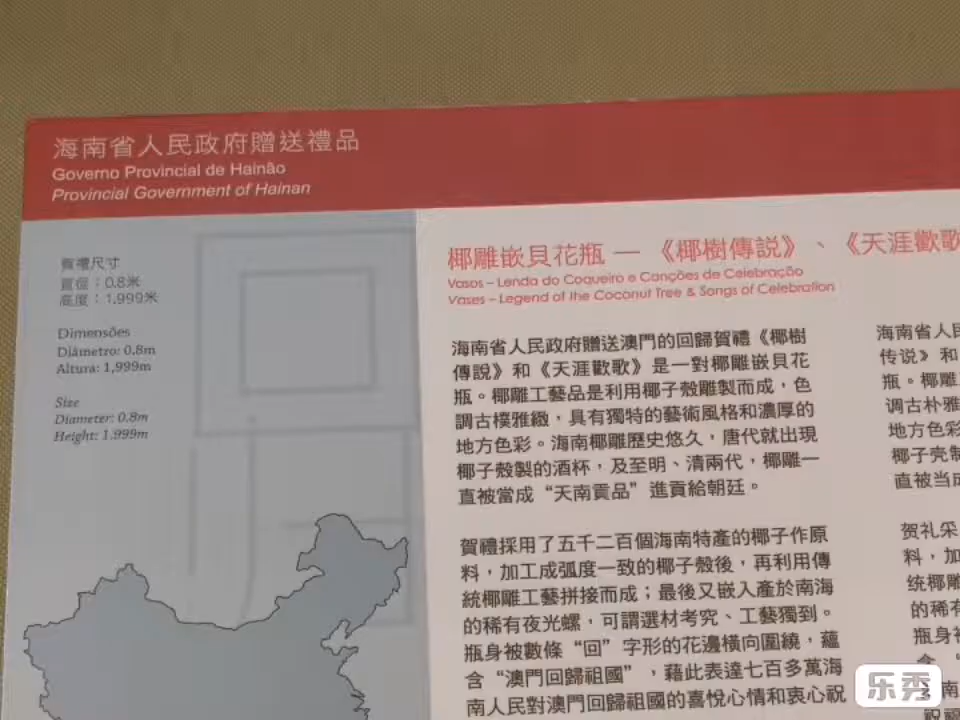 海南省人民政府贈送禮品
Governo Provincial de Hainão
Provincial Government of Hainan
賀禮尺寸
直徑：0.8米
高度：1.999米
Dimensões
Diâmetro: 0.8m
Altura: 1,999m
Size
Diameter: 0.8m
Height: 1.999m
椰雕嵌貝花瓶 — 《椰樹傳說》、《天涯歡歌
Vasos – Lenda do Coqueiro e Canções de Celebração
Vases – Legend of the Coconut Tree & Songs of Celebration
海南省人民政府贈送澳門的回歸賀禮《椰樹
傳說》和《天涯歡歌》是一對椰雕嵌貝花
瓶。椰雕工藝品是利用椰子殼雕製而成，色
調古樸雅緻，具有獨特的藝術風格和濃厚的
地方色彩。海南椰雕歷史悠久，唐代就出現
椰子殼製的酒杯，及至明、清兩代，椰雕一
直被當成“天南貢品”進貢給朝廷。
賀禮採用了五千二百個海南特產的椰子作原
料，加工成弧度一致的椰子殼後，再利用傳
統椰雕工藝拼接而成；最後又嵌入產於南海
的稀有夜光螺，可謂選材考究、工藝獨到。
瓶身被數條“回”字形的花邊橫向圍繞，蘊
含“澳門回歸祖國”，藉此表達七百多萬海
南人民對澳門回歸祖國的喜悅心情和衷心祝
海南省人民
传说》和
瓶。椰雕
调古朴雅
地方色彩
椰子壳制
直被当成
贺礼采
料，加
统椰雕
的稀有
瓶身被
含“
南
祝福
乐秀